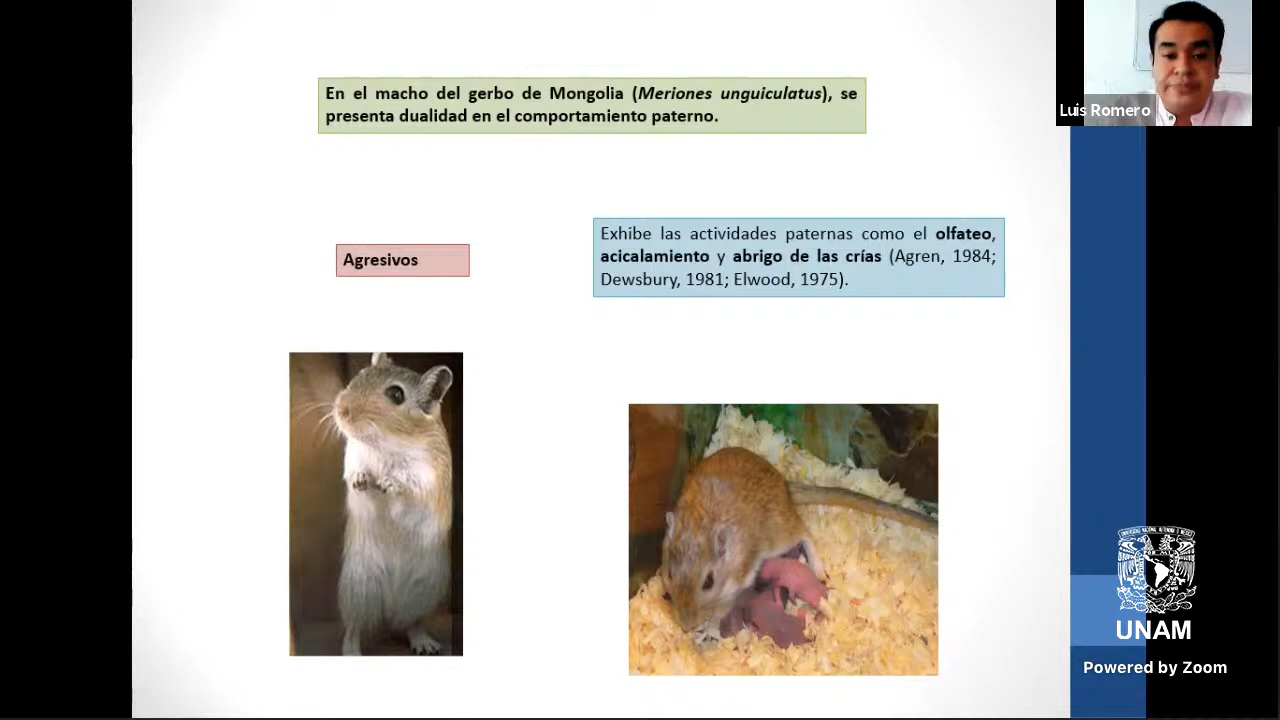 En el macho del gerbo de Mongolia (Meriones unguiculatus), se
presenta dualidad en el comportamiento paterno.
Luis Romero
Agresivos
Exhibe las actividades paternas como el olfateo,
acicalamiento y abrigo de las crías (Agren, 1984;
Dewsbury, 1981; Elwood, 1975).
UNAM
Powered by Zoom